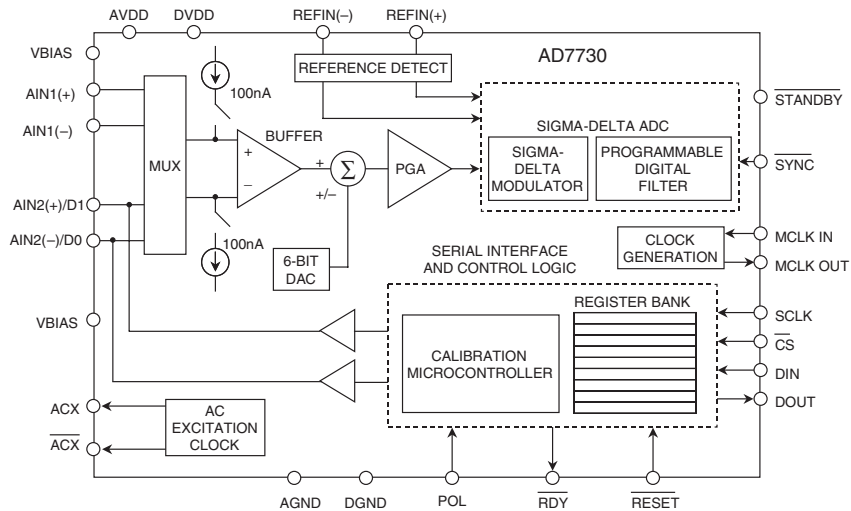 AVDD
DVDD
REFIN(–)
REFIN(+)
VBIAS
AD7730
REFERENCE DETECT
AIN1(+)
100nA
STANDBY
AIN1(–)
BUFFER
SIGMA-DELTA ADC
MUX
+
–
+
+/–
Σ
PGA
SIGMA-
DELTA
MODULATOR
PROGRAMMABLE
DIGITAL
FILTER
SYNC
AIN2(+)/D1
AIN2(–)/D0
100nA
6-BIT
DAC
SERIAL INTERFACE
AND CONTROL LOGIC
CLOCK
GENERATION
MCLK IN
MCLK OUT
REGISTER BANK
VBIAS
SCLK
CS
CALIBRATION
MICROCONTROLLER
DIN
DOUT
ACX
AC
EXCITATION
CLOCK
ACX
AGND
DGND
POL
RDY
RESET